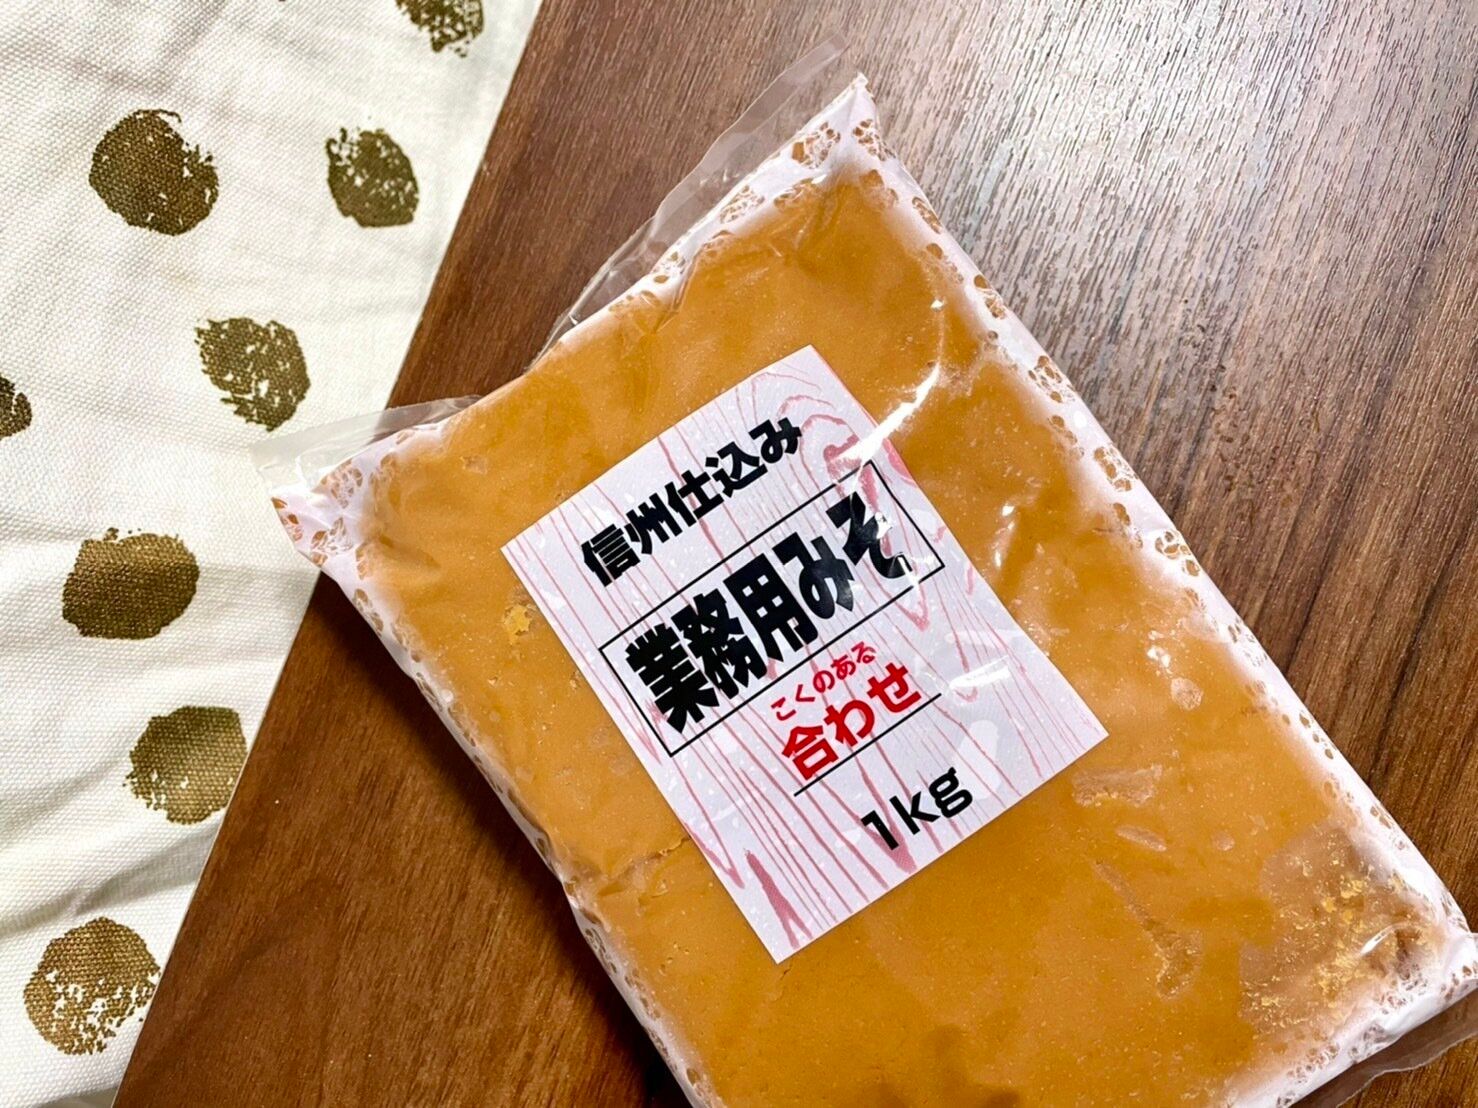 信州仕込み
業務用みそ
こくのある
合わせ
1kg